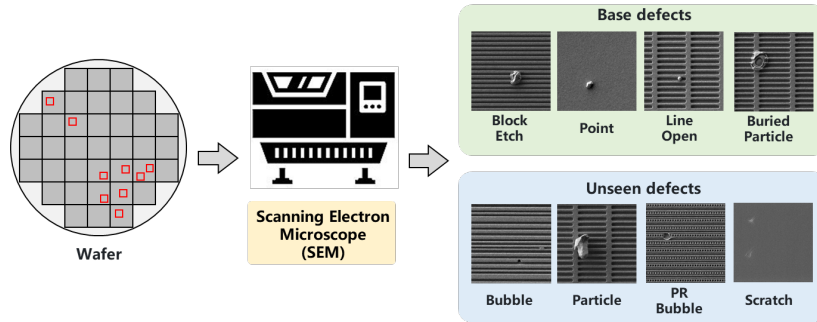 Base defects
Block
Etch
Point
Line
Open
Buried
Particle
Wafer
Scanning Electron
Microscope
(SEM)
Unseen defects
Bubble
Particle
PR
Bubble
Scratch